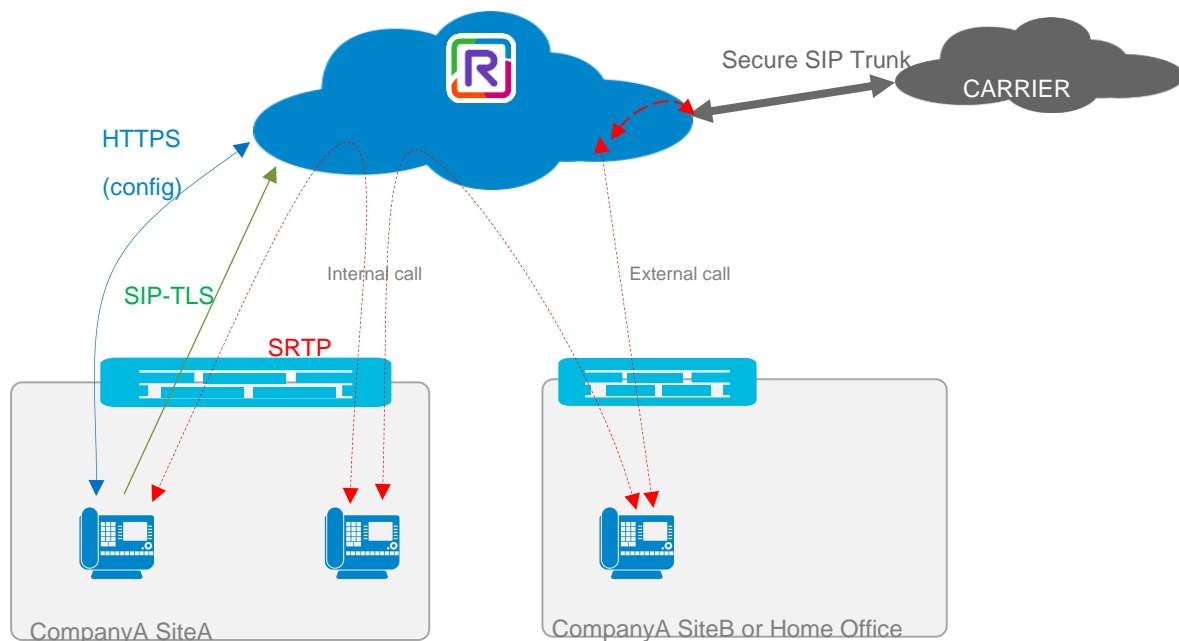 R
Secure SIP Trunk
CARRIER
HTTPS
(config)
Internal call
External call
SIP-TLS
SRTP
CompanyA SiteA
CompanyA SiteB or Home Office